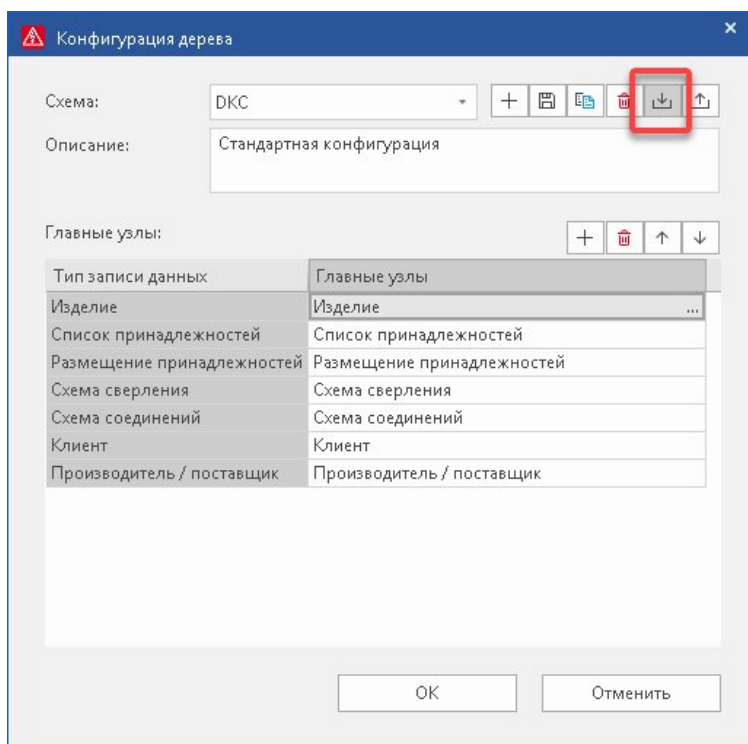 Конфигурация дерева
Схема: DKC
Описание: Стандартная конфигурация
Главные узлы:
Тип записи данных Главные узлы
Изделие Изделие ...
Список принадлежностей Список принадлежностей
Размещение принадлежностей Размещение принадлежностей
Схема сверления Схема сверления
Схема соединений Схема соединений
Клиент Клиент
Производитель / поставщик Производитель / поставщик
OK Отменить